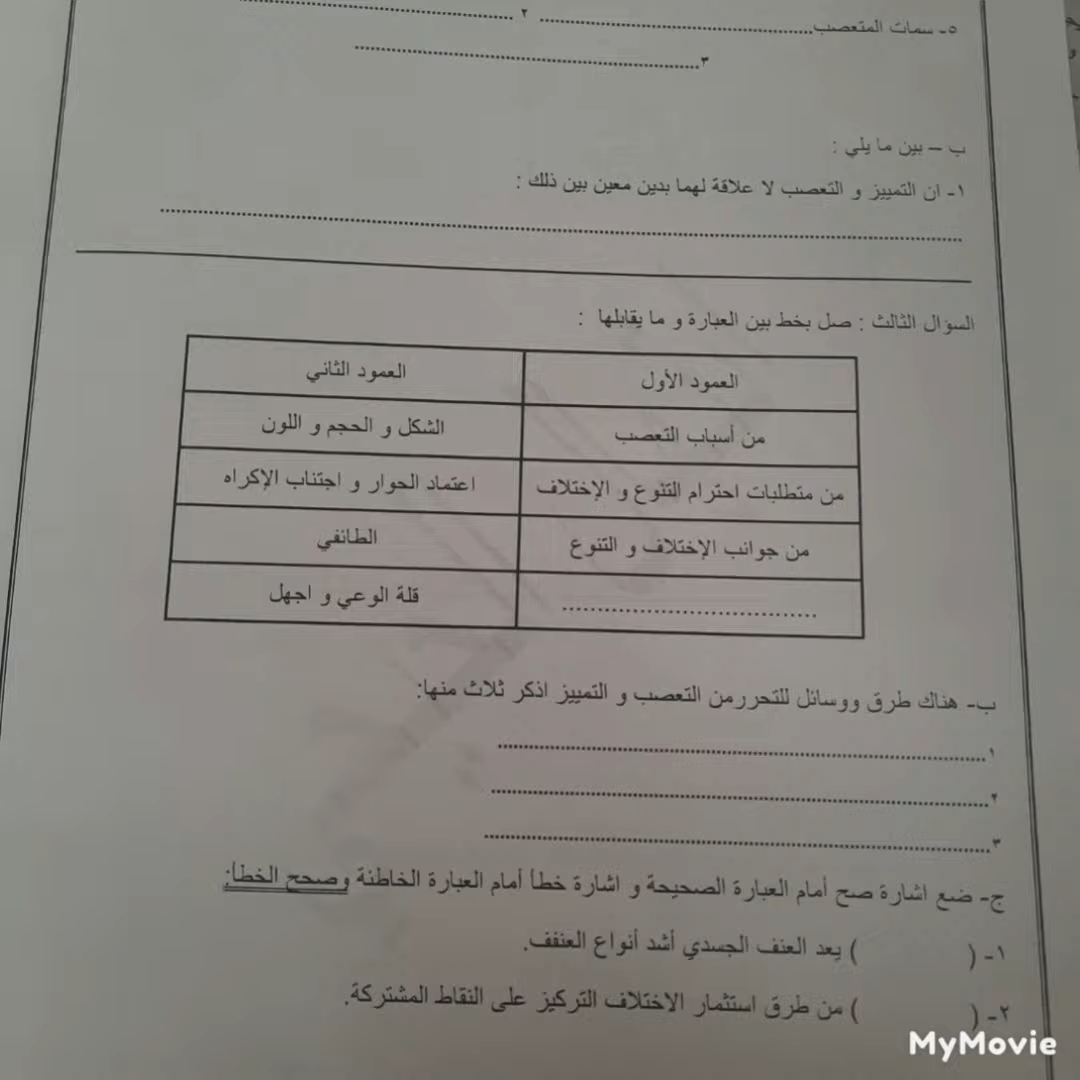 ٥- سمات المتعصب.............................. ٢ ..............................
٣..............................
ب – بين ما يلي :
١- ان التمييز و التعصب لا علاقة لهما بدين معين بين ذلك :
..............................
السؤال الثالث : صل بخط بين العبارة و ما يقابلها :
العمود الأول العمود الثاني
من أسباب التعصب الشكل و الحجم و اللون
من متطلبات احترام التنوع و الإختلاف اعتماد الحوار و اجتناب الإكراه
من جوانب الإختلاف و التنوع الطائفي
.............................. قلة الوعي و اجهل
ب- هناك طرق ووسائل للتحررمن التعصب و التمييز اذكر ثلاث منها:
١..............................
٢..............................
٣..............................
ج- ضع اشارة صح أمام العبارة الصحيحة و اشارة خطأ أمام العبارة الخاطئة وصحح الخطأ:
١- ( ) يعد العنف الجسدي أشد أنواع العنفف.
٢- ( ) من طرق استثمار الاختلاف التركيز على النقاط المشتركة.
MyMovie